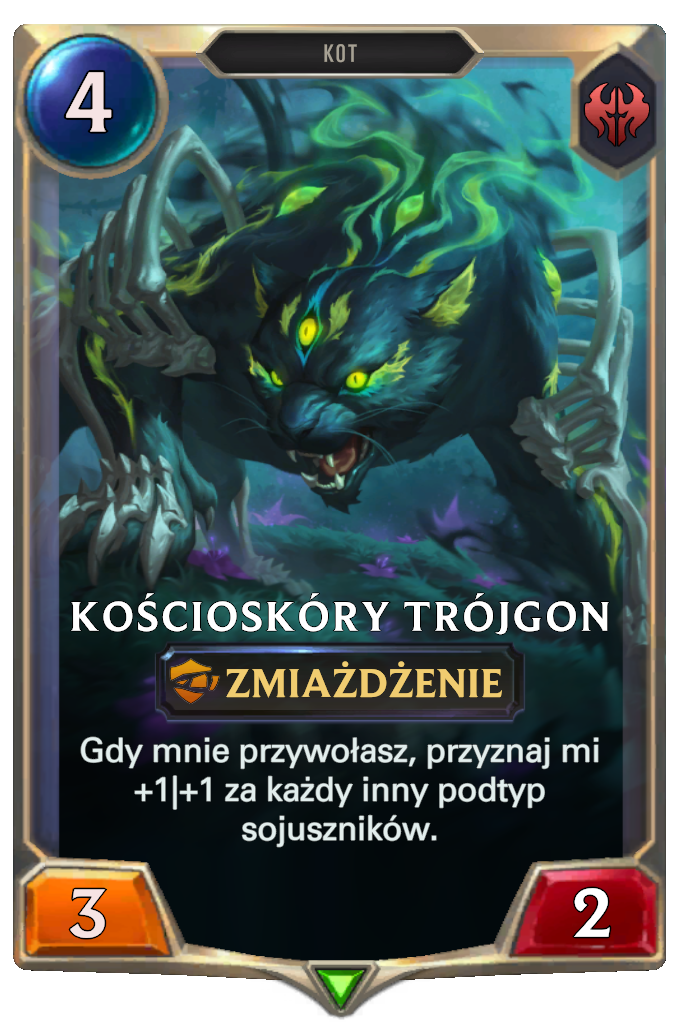 KOT
4
KOŚCIOSKÓRY TRÓJGON
ZMIAŻDŻENIE
Gdy mnie przywołasz, przyznaj mi
+1|+1 za każdy inny podtyp
sojuszników.
3
2